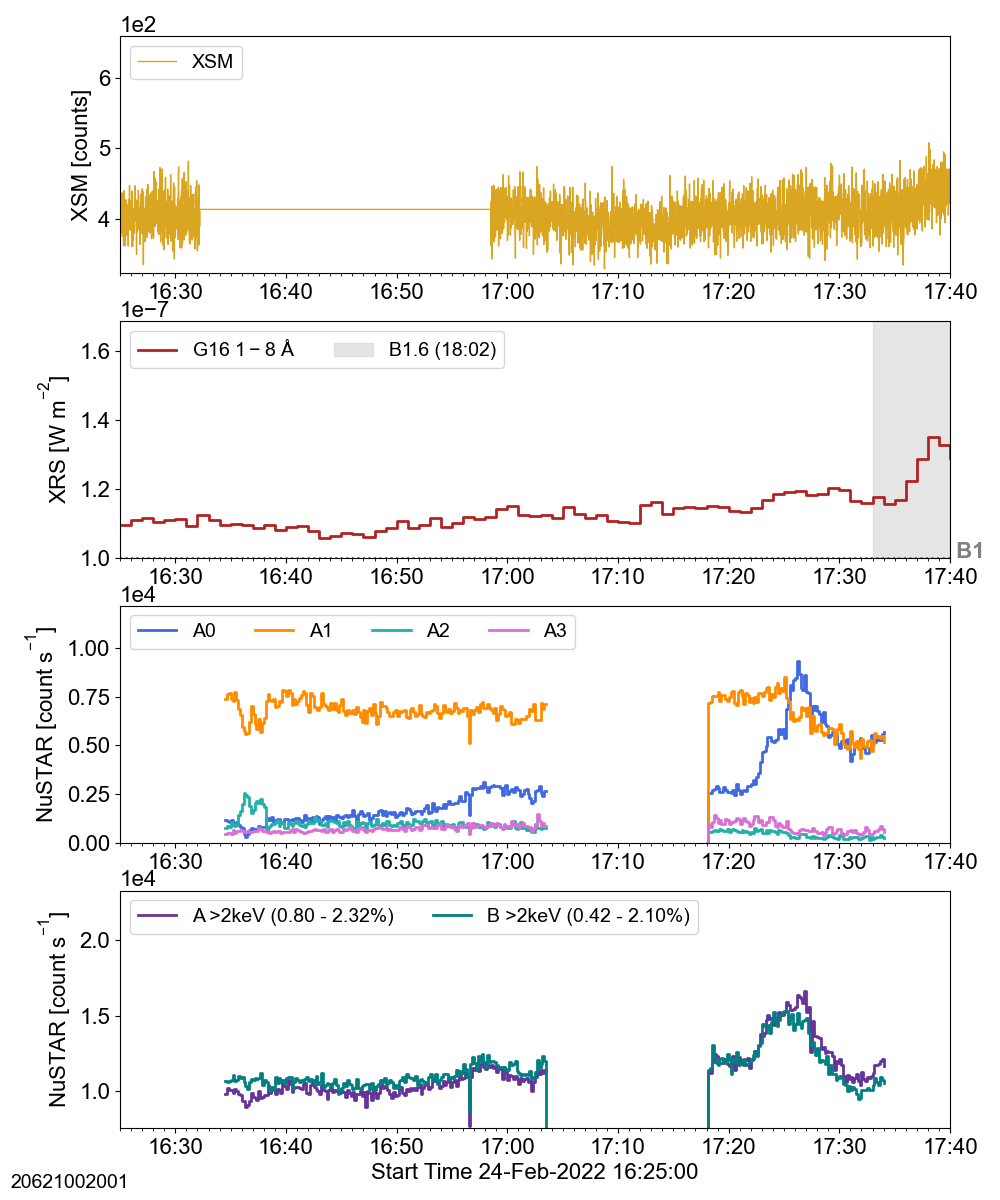 1e2
XSM
XSM [counts]
6
5
4
16:30 16:40 16:50 17:00 17:10 17:20 17:30 17:40
1e−7
G16 1 − 8 Å B1.6 (18:02)
XRS [W m⁻²]
1.6
1.4
1.2
1.0
B1
16:30 16:40 16:50 17:00 17:10 17:20 17:30 17:40
1e4
A0 A1 A2 A3
NuSTAR [count s⁻¹]
1.00
0.75
0.50
0.25
0.00
16:30 16:40 16:50 17:00 17:10 17:20 17:30 17:40
1e4
A >2keV (0.80 - 2.32%) B >2keV (0.42 - 2.10%)
NuSTAR [count s⁻¹]
2.0
1.5
1.0
16:30 16:40 16:50 17:00 17:10 17:20 17:30 17:40
Start Time 24-Feb-2022 16:25:00
20621002001